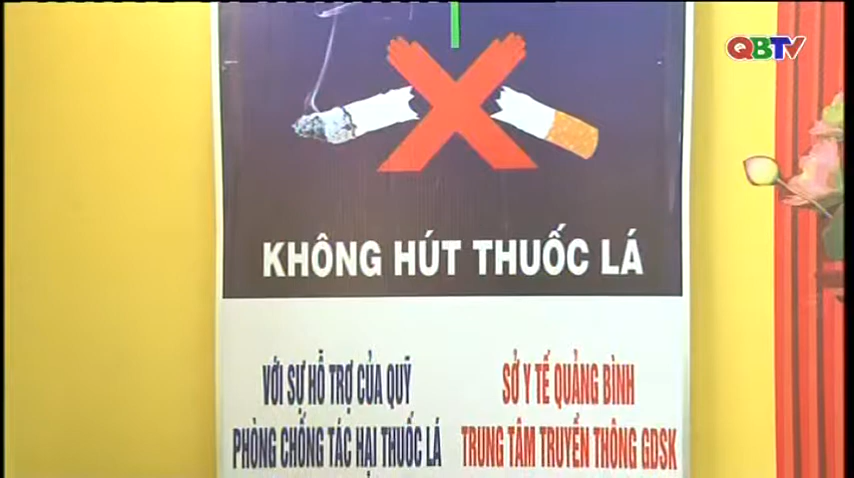 QBTV
KHÔNG HÚT THUỐC LÁ
VỚI SỰ HỖ TRỢ CỦA QUỸ
PHÒNG CHỐNG TÁC HẠI THUỐC LÁ
SỞ Y TẾ QUẢNG BÌNH
TRUNG TÂM TRUYỀN THÔNG GDSK